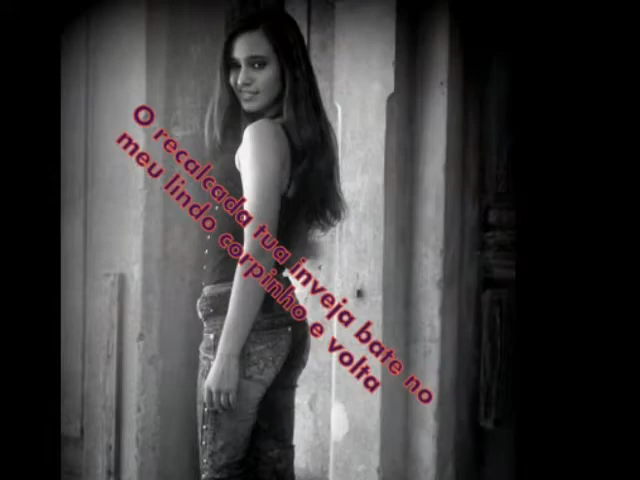 O recalcada tua inveja bate no
meu lindo corpinho e volta